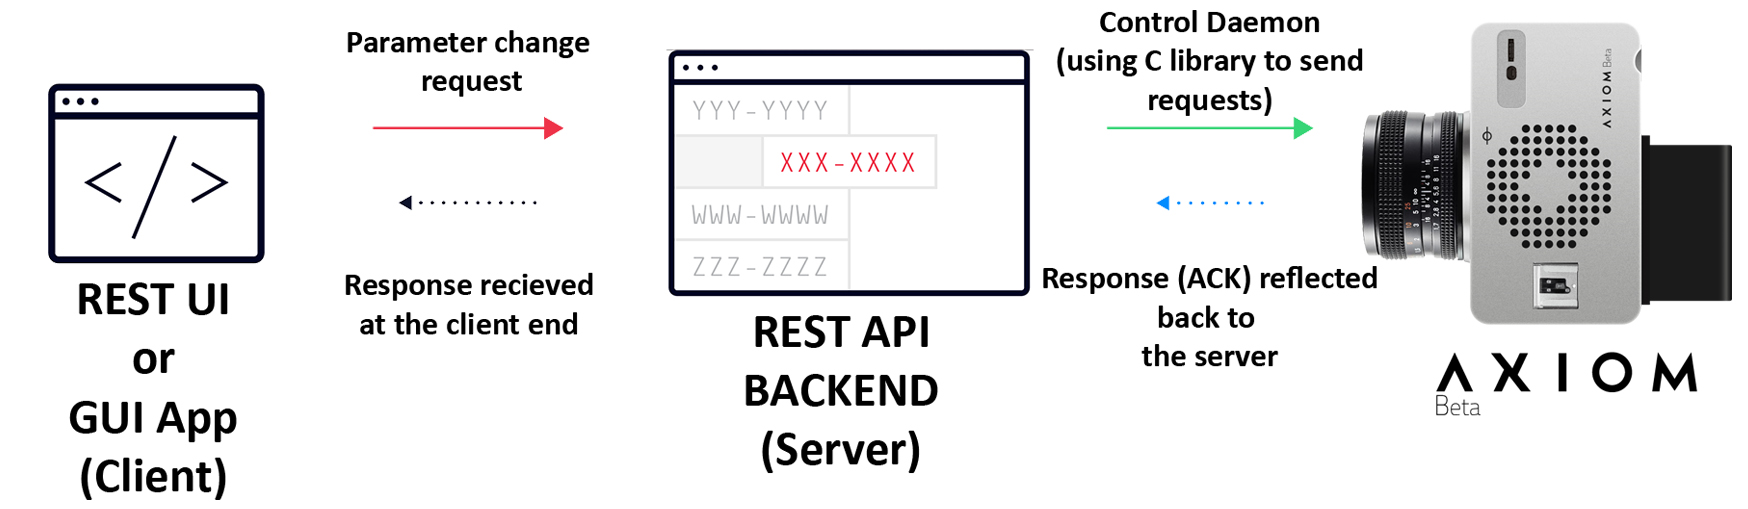 Parameter change
request
Response recieved
at the client end
REST UI
or
GUI App
(Client)
YYY-YYYY
XXX-XXXX
WWW-WWWW
ZZZ-ZZZZ
REST API
BACKEND
(Server)
Control Daemon
(using C library to send
requests)
Response (ACK) reflected
back to
the server
AXIOM Beta
AXIOM
Beta